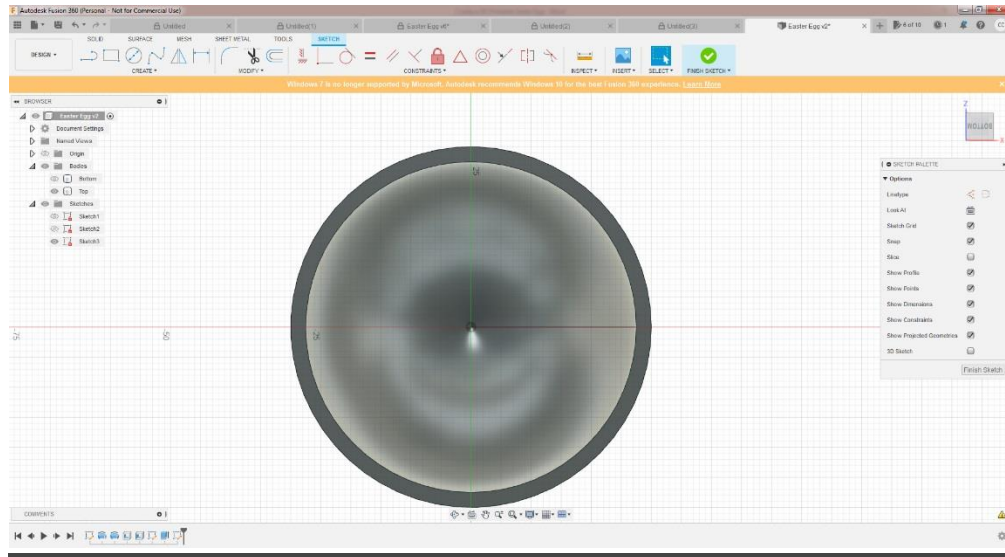 Autodesk Fusion 360 (Personal - Not for Commercial Use)
Untitled
Untitled(1)
Easter Egg v6*
Untitled(2)
Untitled(3)
Easter Egg v2*
6 of 10
1
SOLID
SURFACE
MESH
SHEET METAL
TOOLS
SKETCH
DESIGN
CREATE
MODIFY
CONSTRAINTS
INSPECT
INSERT
SELECT
FINISH SKETCH
Windows 7 is no longer supported by Microsoft. Autodesk recommends Windows 10 for the best Fusion 360 experience. Learn More
BROWSER
Easter Egg v2
Document Settings
Named Views
Origin
Bodies
Bottom
Top
Sketches
Sketch1
Sketch2
Sketch3
Z
BOTTOM
X
25
75
50
25
SKETCH PALETTE
Options
Linetype
Look At
Sketch Grid
Snap
Slice
Show Profile
Show Points
Show Dimensions
Show Constraints
Show Projected Geometries
3D Sketch
Finish Sketch
COMMENTS